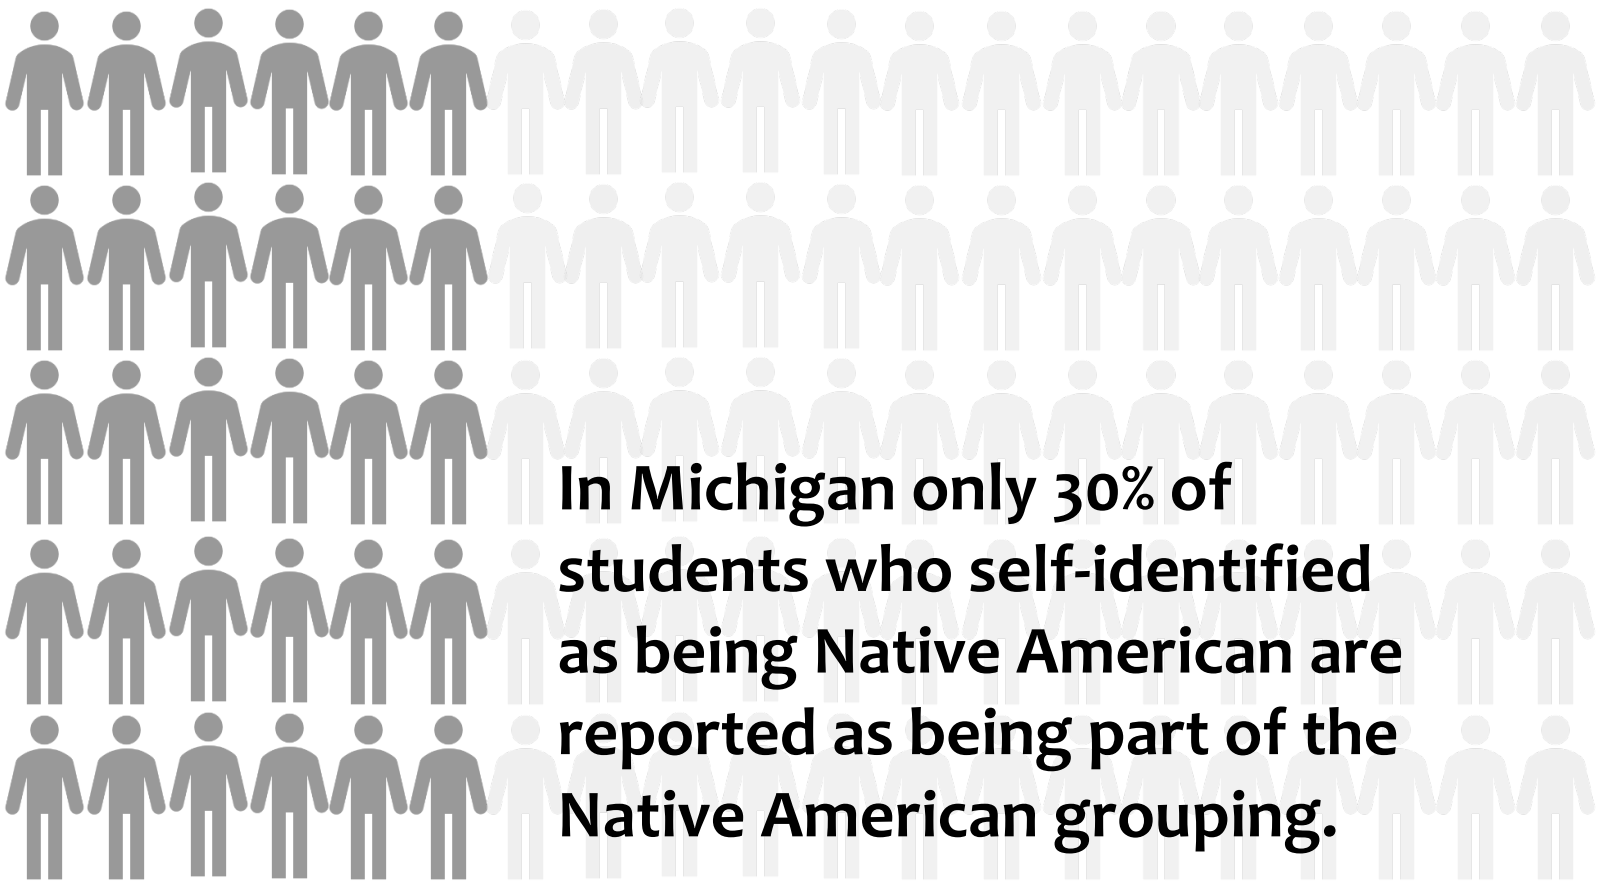 In Michigan only 30% of
students who self-identified
as being Native American are
reported as being part of the
Native American grouping.